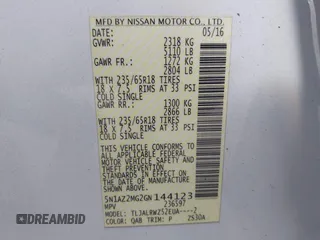 MFD BY NISSAN MOTOR CO., LTD.
DATE: 05/16
GVWR: 2318 KG
5110 LB
GAWR FR.: 1272 KG
2804 LB
WITH 235/65R18 TIRES
18 X 7.5 RIMS AT 33 PSI
COLD SINGLE
GAWR RR.: 1300 KG
2866 LB
WITH 235/65R18 TIRES
18 X 7.5 RIMS AT 33 PSI
COLD SINGLE
THIS VEHICLE CONFORMS TO
ALL APPLICABLE FEDERAL
MOTOR VEHICLE SAFETY
STANDARDS IN EFFECT ON
THE DATE OF MANUFACTURE
SHOWN ABOVE.
5N1AZ2MG2GN144123
MPV 236597
COLOR: QAB TRIM: P 2530A